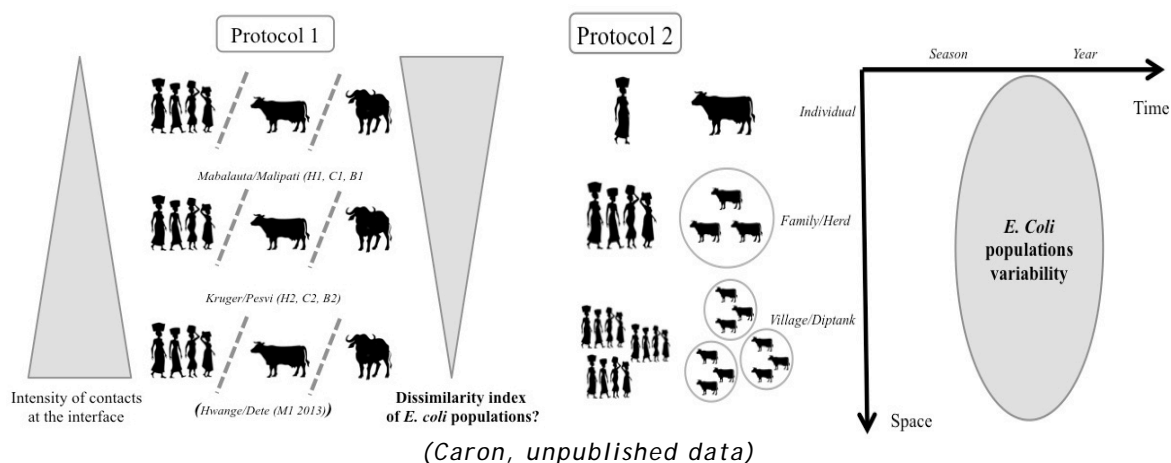 Protocol 1
Mabalauta/Malipati (H1, C1, B1
Kruger/Pesvi (H2, C2, B2)
(Hwange/Dete (M1 2013))
Intensity of contacts
at the interface
Dissimilarity index
of E. coli populations?
Protocol 2
Individual
Family/Herd
Village/Diptank
Season
Year
Time
E. Coli
populations
variability
Space
(Caron, unpublished data)